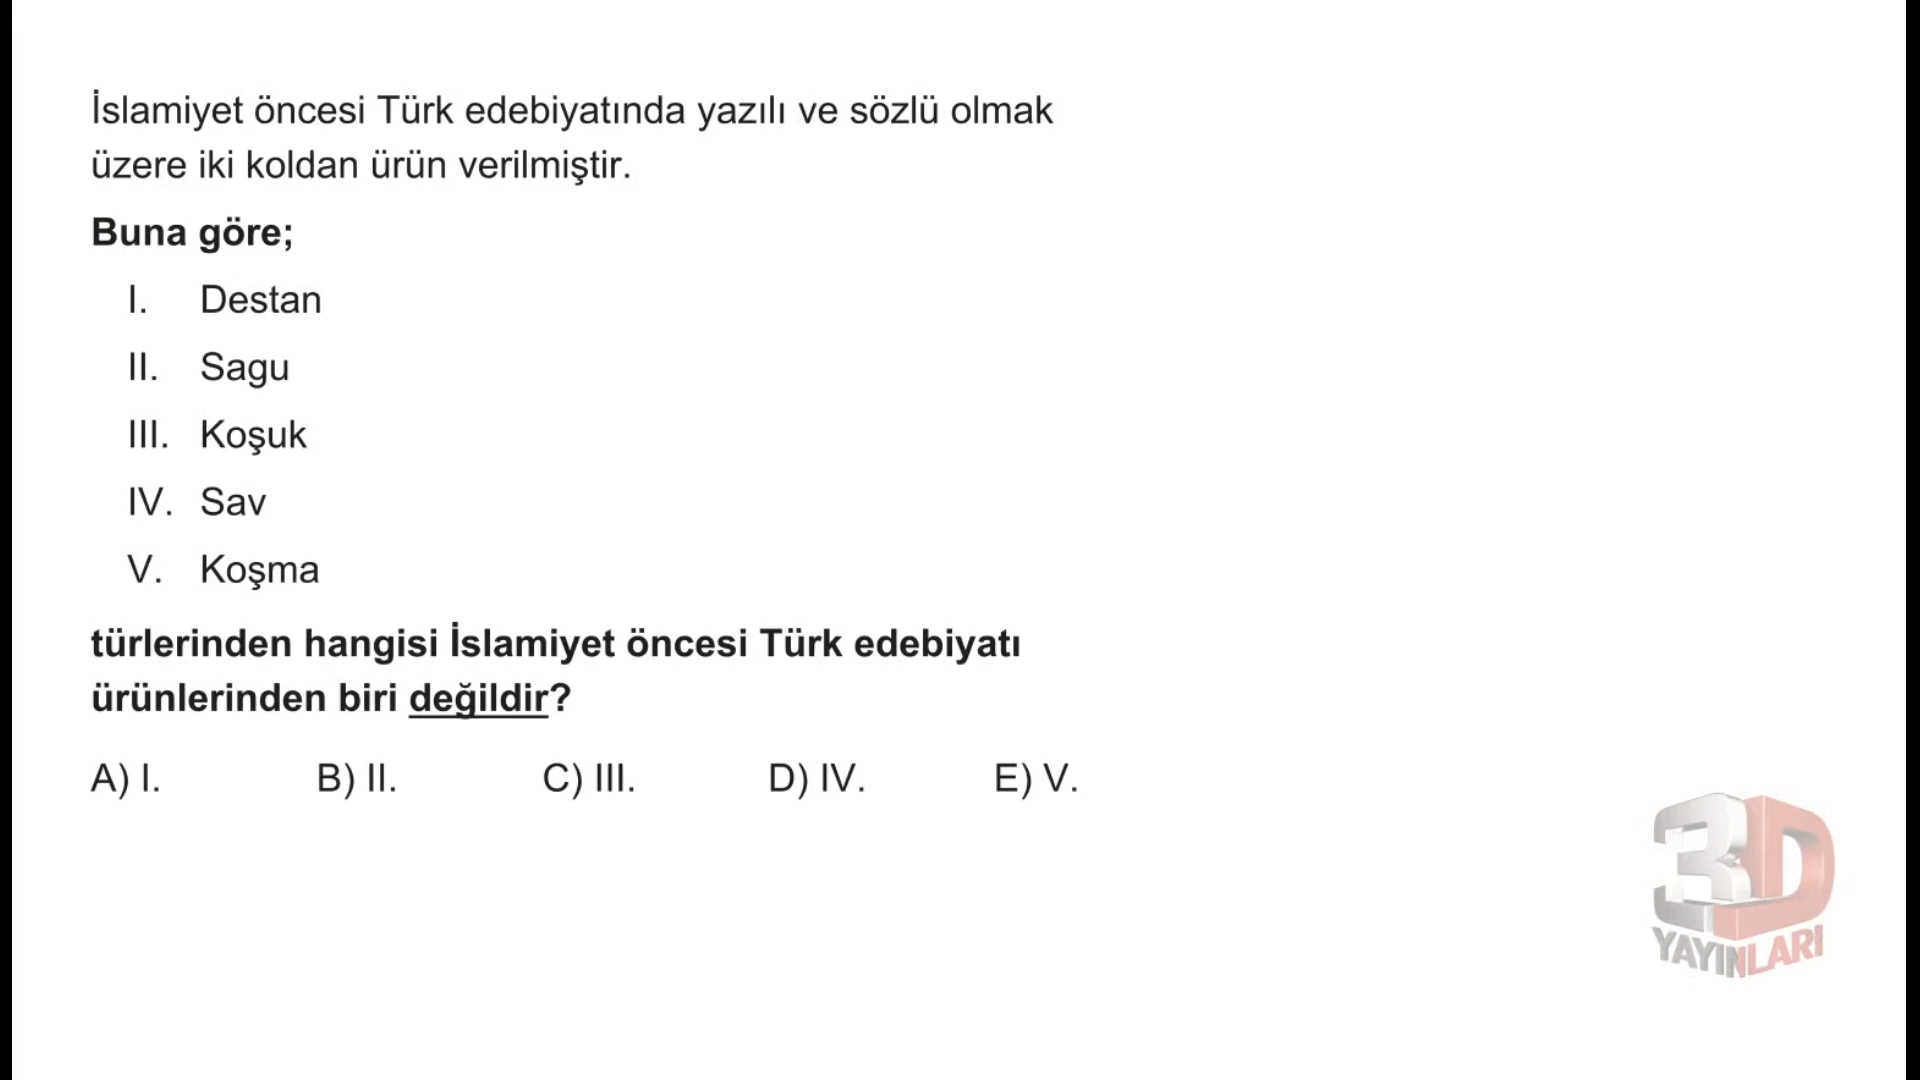 İslamiyet öncesi Türk edebiyatında yazılı ve sözlü olmak
üzere iki koldan ürün verilmiştir.
Buna göre;
I. Destan
II. Sagu
III. Koşuk
IV. Sav
V. Koşma
türlerinden hangisi İslamiyet öncesi Türk edebiyatı
ürünlerinden biri değildir?
A) I. B) II. C) III. D) IV. E) V.
3D
YAYINLARI